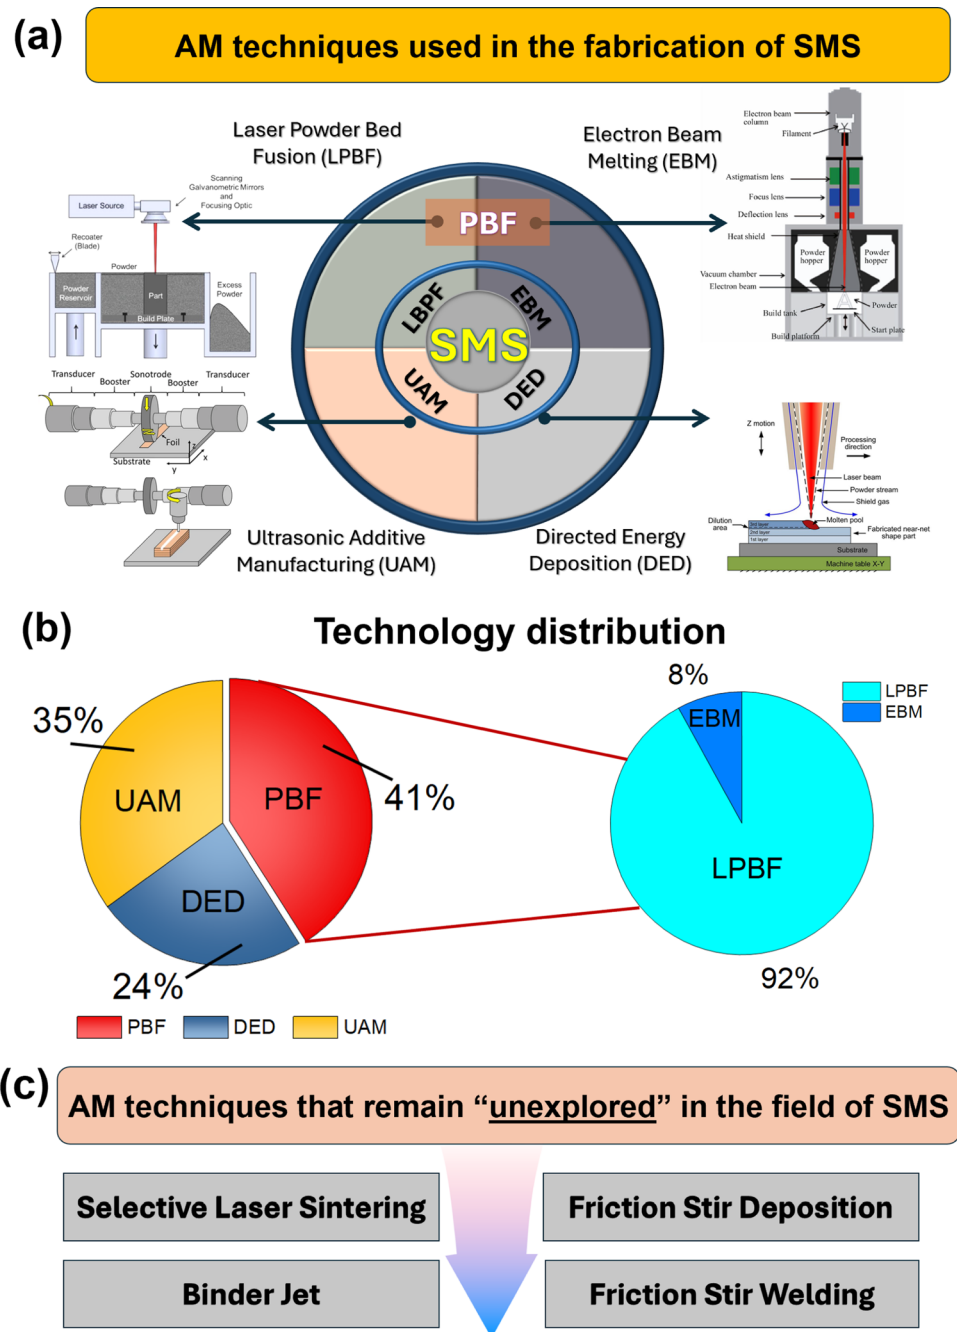 (a)
AM techniques used in the fabrication of SMS
Laser Powder Bed
Fusion (LPBF)
Electron Beam
Melting (EBM)
Scanning
Galvanometric Mirrors
and
Focusing Optic
Laser Source
Recoater
(Blade)
Powder
Powder
Reservoir
Part
Build Plate
Excess
Powder
Electron beam
column
Filament
Astigmatism lens
Focus lens
Deflection lens
Heat shield
Powder
hopper
Powder
hopper
Vacuum chamber
Electron beam
Build tank
Powder
Build platform
Start plate
PBF
LBPF
EBM
SMS
UAM
DED
Transducer
Booster
Sonotrode
Booster
Transducer
Foil
Substrate
z
x
y
Z motion
Processing
direction
Laser beam
Powder stream
Shield gas
Dilution
area
Molten pool
3rd layer
2nd layer
1st layer
Fabricated near-net
shape part
Substrate
Machine table X-Y
Ultrasonic Additive
Manufacturing (UAM)
Directed Energy
Deposition (DED)
(b)
Technology distribution
35%
UAM
PBF
41%
DED
24%
PBF
DED
UAM
8%
EBM
LPBF
92%
LPBF
EBM
(c)
AM techniques that remain “unexplored” in the field of SMS
Selective Laser Sintering
Friction Stir Deposition
Binder Jet
Friction Stir Welding